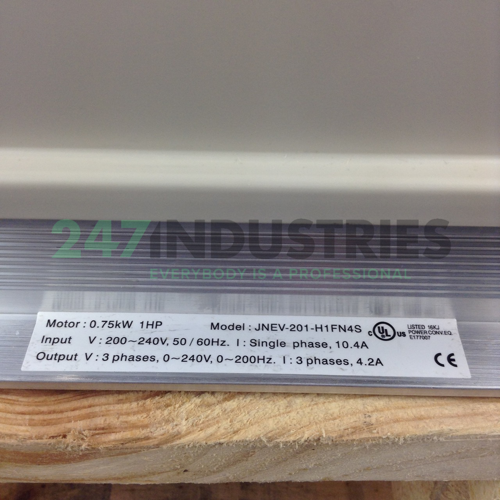 247INDUSTRIES
EVERYBODY IS A PROFESSIONAL
Motor : 0.75kW 1HP Model : JNEV-201-H1FN4S
Input V : 200~240V, 50 / 60Hz. I : Single phase, 10.4A
Output V : 3 phases, 0~240V, 0~200Hz. I : 3 phases, 4.2A
c UL US
LISTED 16KJ
POWER.CONV.EQ.
E177007
CE